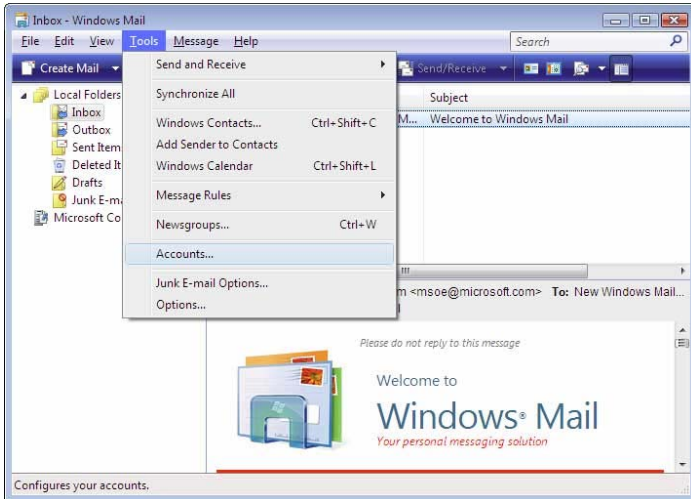 Inbox - Windows Mail
File Edit View Tools Message Help
Search
Create Mail
Send/Receive
Send and Receive
Synchronize All
Windows Contacts... Ctrl+Shift+C
Add Sender to Contacts
Windows Calendar Ctrl+Shift+L
Message Rules
Newsgroups... Ctrl+W
Accounts...
Junk E-mail Options...
Options...
Local Folders
Inbox
Outbox
Sent Item
Deleted It
Drafts
Junk E-m
Microsoft Co
Subject
M... Welcome to Windows Mail
m <msoe@microsoft.com> To: New Windows Mail...
Please do not reply to this message
Welcome to
Windows® Mail
Your personal messaging solution
Configures your accounts.